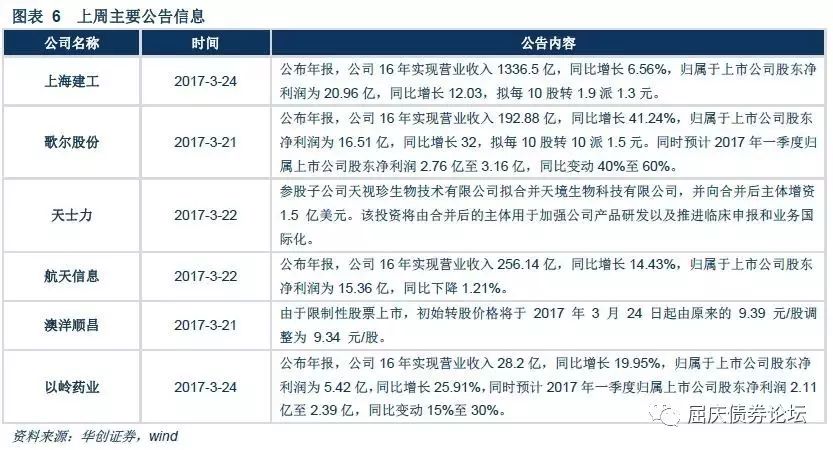 图表 6 上周主要公告信息
公司名称 时间 公告内容
上海建工 2017-3-24
公布年报，公司 16 年实现营业收入 1336.5 亿，同比增长 6.56%，归属于上市公司股东净
利润为 20.96 亿，同比增长 12.03，拟每 10 股转 1.9 派 1.3 元。
歌尔股份 2017-3-21
公布年报，公司 16 年实现营业收入 192.88 亿，同比增长 41.24%，归属于上市公司股东
净利润为 16.51 亿，同比增长 32，拟每 10 股转 10 派 1.5 元。同时预计 2017 年一季度归
属上市公司股东净利润 2.76 亿至 3.16 亿，同比变动 40%至 60%。
天士力 2017-3-22
参股子公司天视珍生物技术有限公司拟合并天境生物科技有限公司，并向合并后主体增资
1.5 亿美元。该投资将由合并后的主体用于加强公司产品研发以及推进临床申报和业务国
际化。
航天信息 2017-3-22
公布年报，公司 16 年实现营业收入 256.14 亿，同比增长 14.43%，归属于上市公司股东
净利润为 15.36 亿，同比下降 1.21%。
澳洋顺昌 2017-3-21
由于限制性股票上市，初始转股价格将于 2017 年 3 月 24 日起由原来的 9.39 元/股调
整为 9.34 元/股。
以岭药业 2017-3-24
公布年报，公司 16 年实现营业收入 28.2 亿，同比增长 19.95%，归属于上市公司股东净
利润为 5.42 亿，同比增长 25.91%，同时预计 2017 年一季度归属上市公司股东净利润 2.11
亿至 2.39 亿，同比变动 15%至 30%。
屈庆债券论坛
资料来源：华创证券，wind